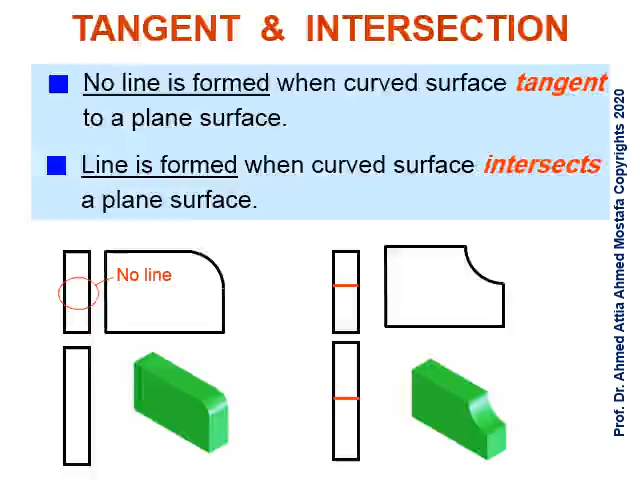 TANGENT & INTERSECTION
No line is formed when curved surface tangent
to a plane surface.
Line is formed when curved surface intersects
a plane surface.
No line
Prof. Dr. Ahmed Attia Ahmed Mostafa Copyrights 2020